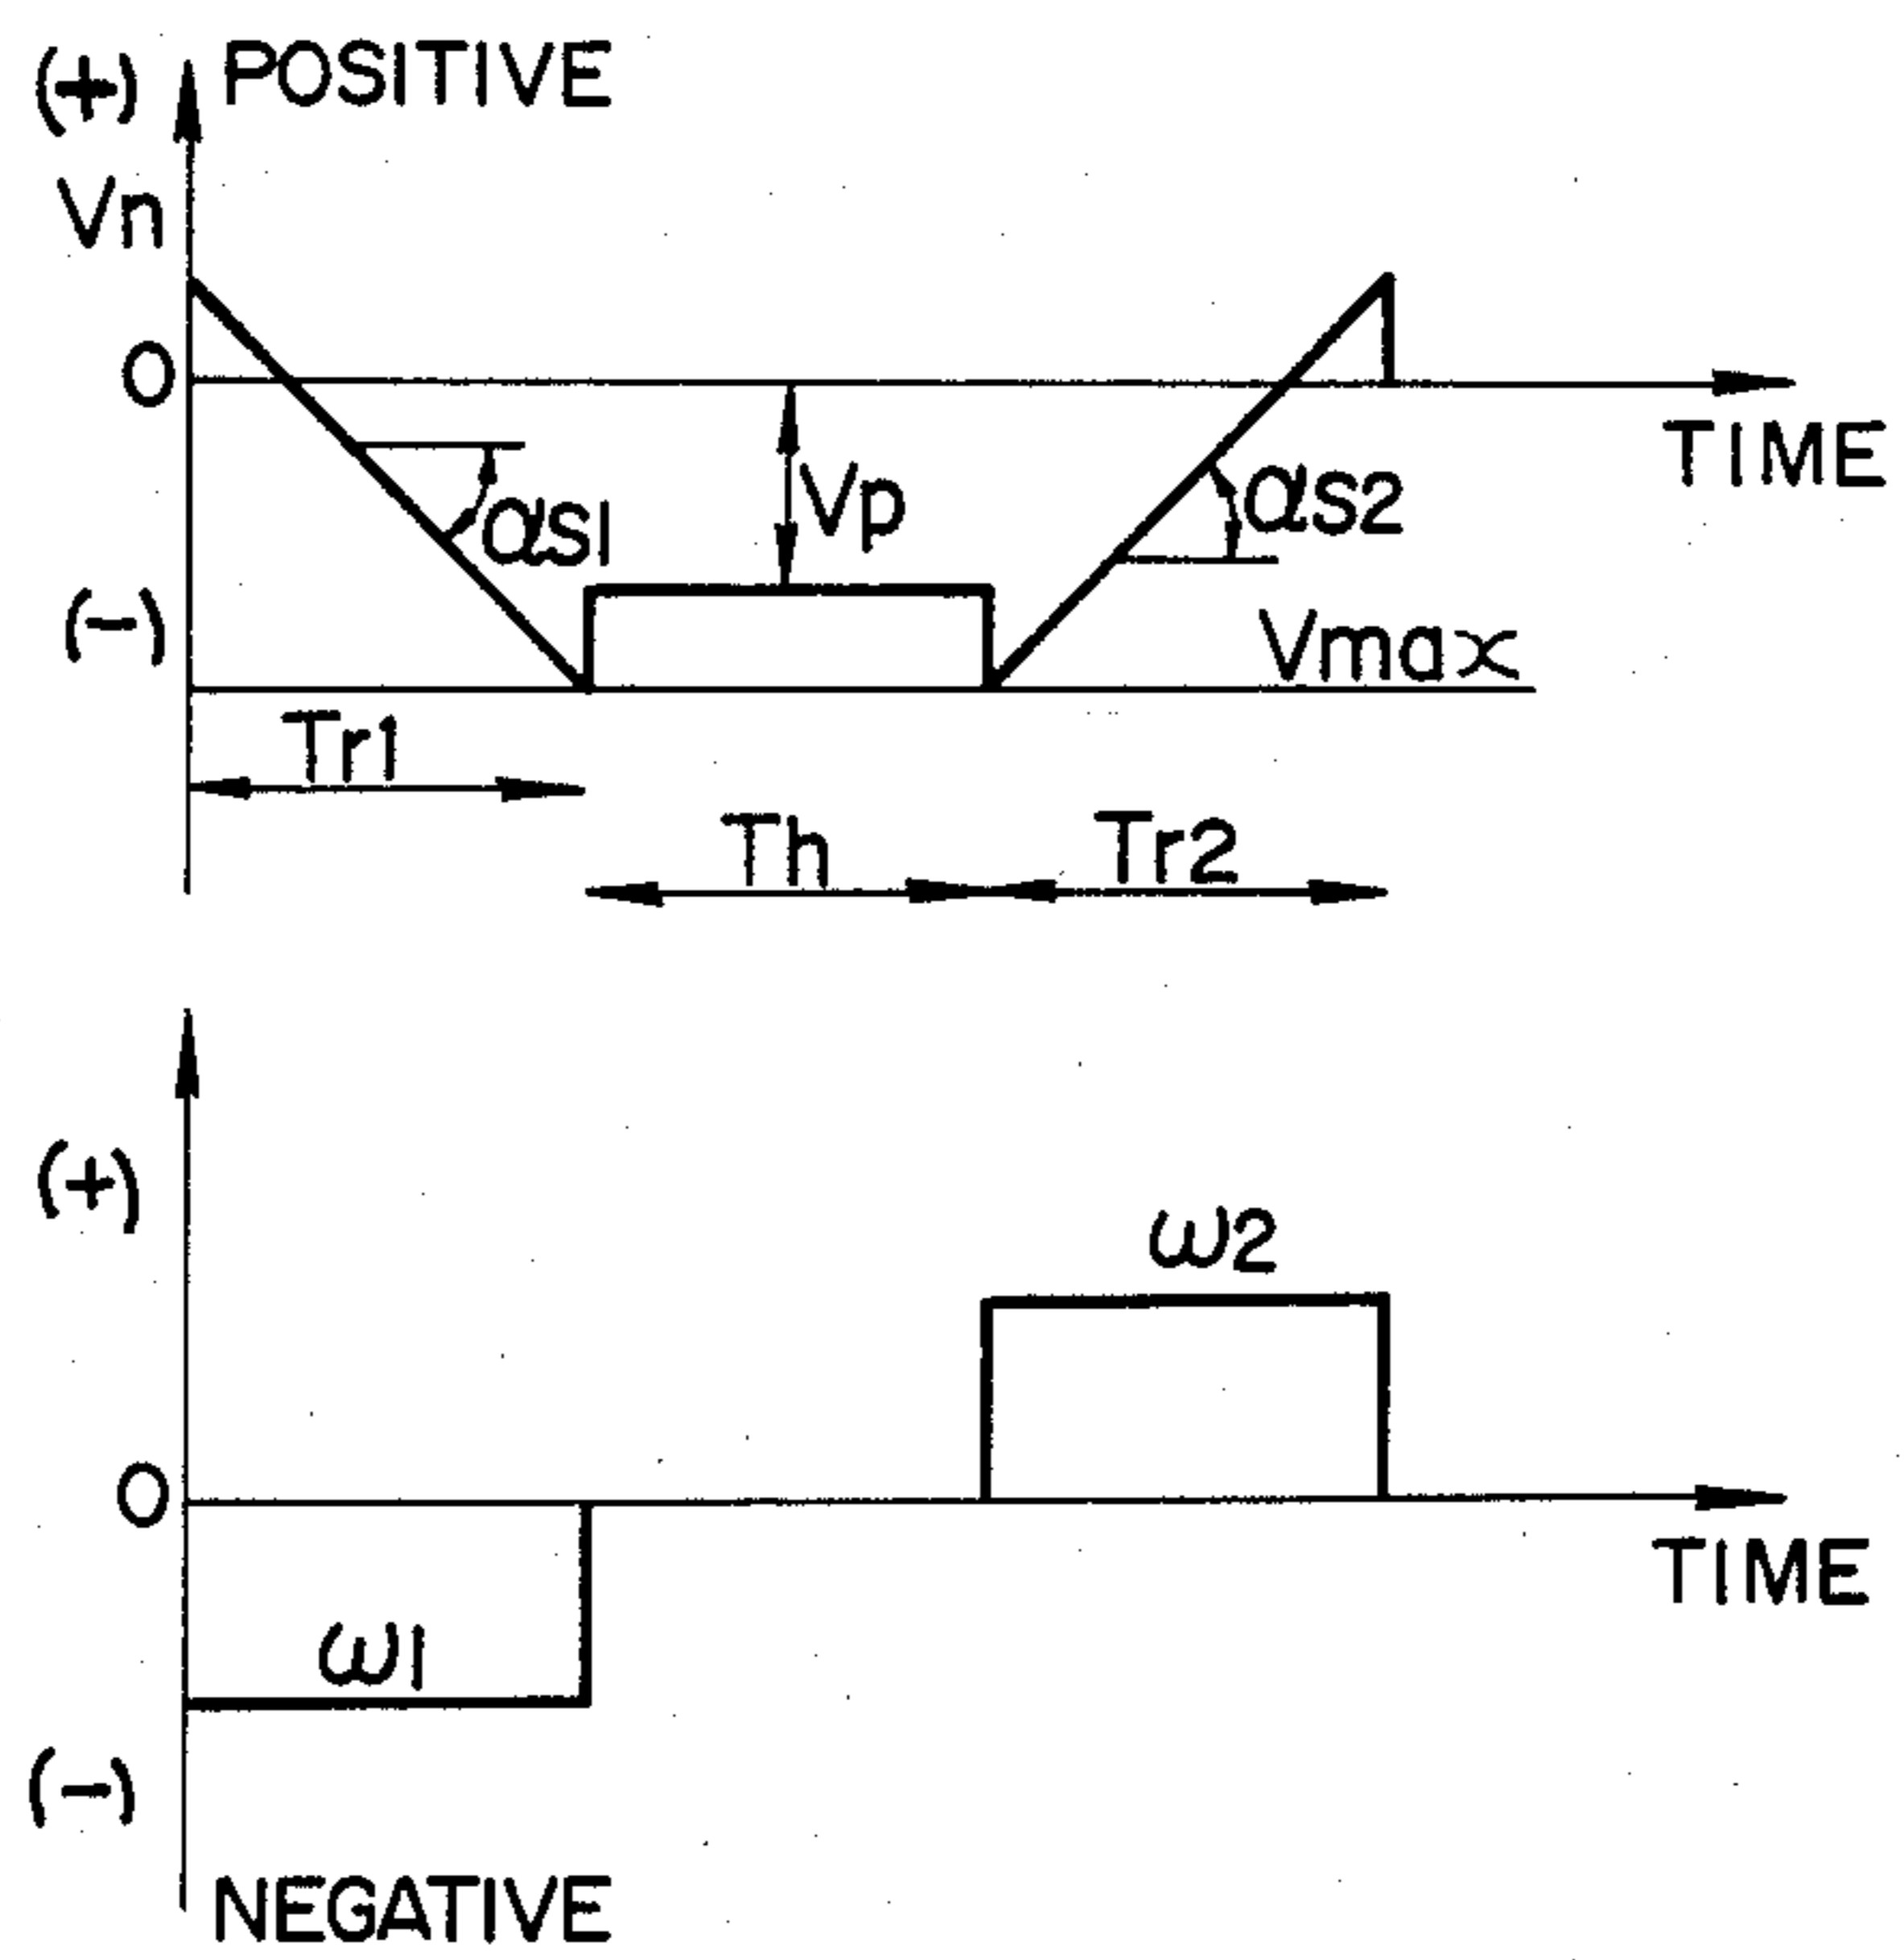 (+)
POSITIVE
Vn
O
TIME
αs1
Vp
αs2
(-)
Vmax
Tr1
Th
Tr2
(+)
ω2
O
TIME
ω1
(-)
NEGATIVE